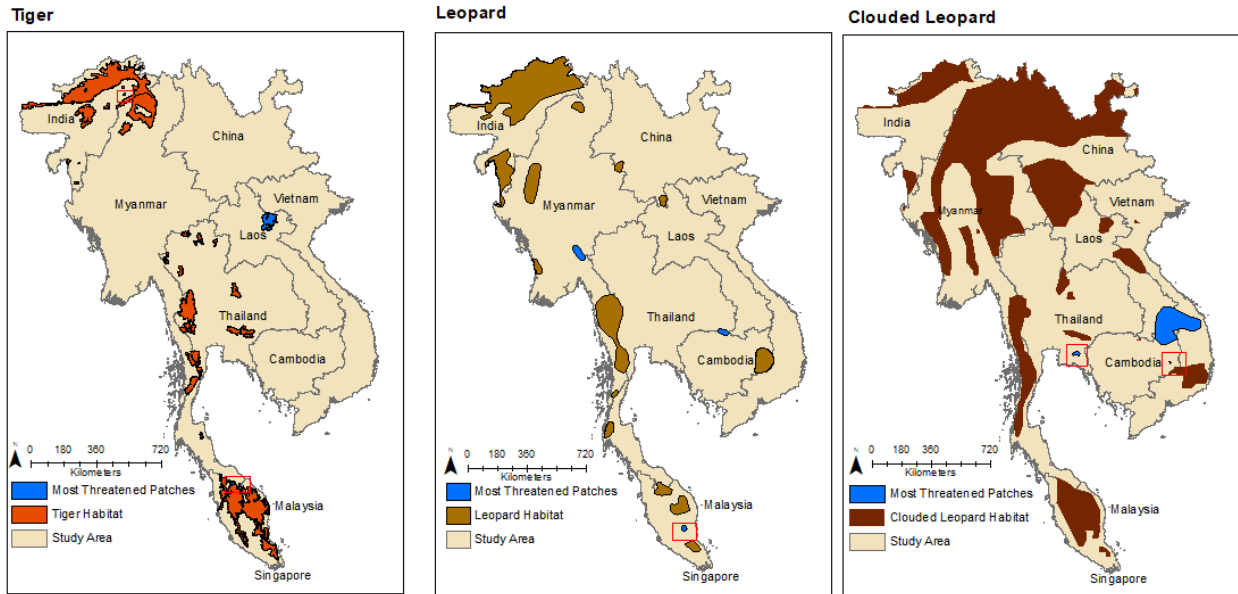 Tiger
India
China
Vietnam
Myanmar
Laos
Thailand
Cambodia
N
0 180 360 720
Kilometers
Most Threatened Patches
Tiger Habitat
Study Area
Malaysia
Singapore
Leopard
India
China
Vietnam
Myanmar
Laos
Thailand
Cambodia
N
0 180 360 720
Kilometers
Most Threatened Patches
Leopard Habitat
Study Area
Malaysia
Singapore
Clouded Leopard
India
China
Vietnam
Myanmar
Laos
Thailand
Cambodia
N
0 180 360 720
Kilometers
Most Threatened Patches
Clouded Leopard Habitat
Study Area
Malaysia
Singapore